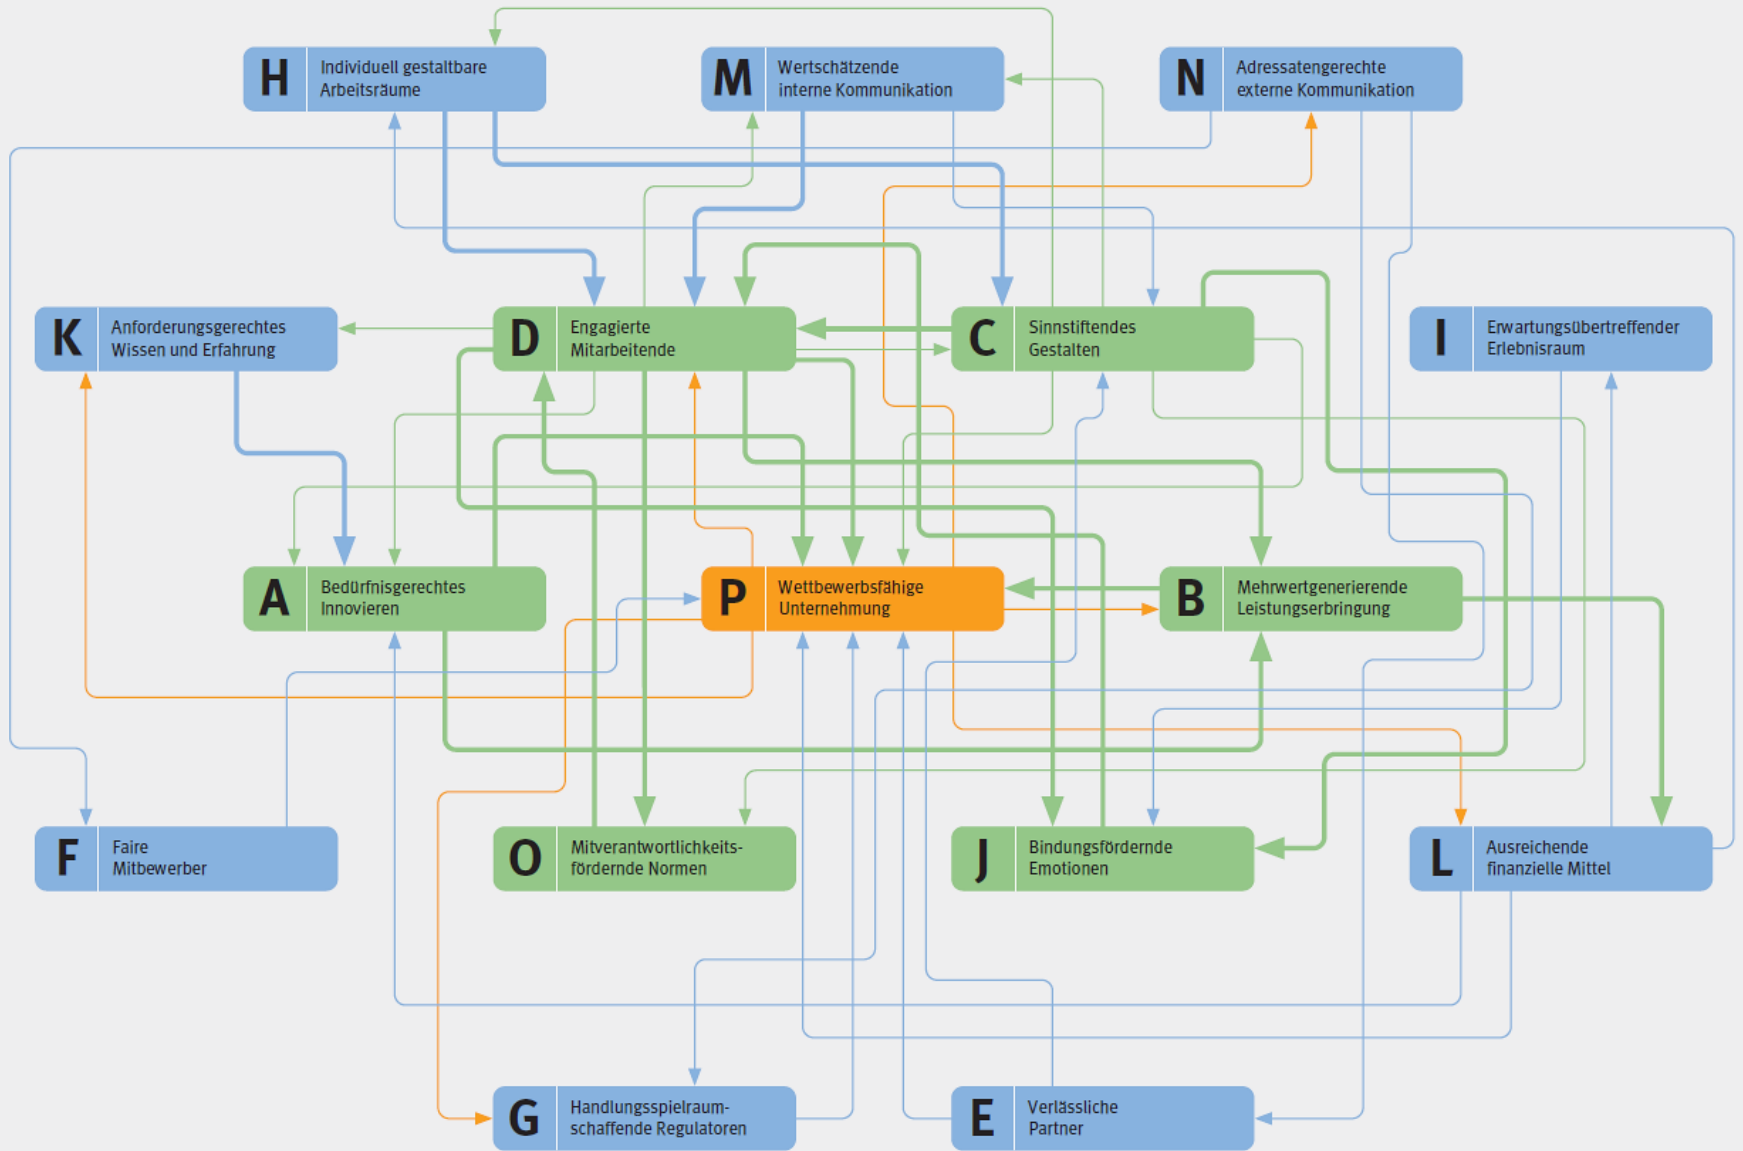 H
Individuell gestaltbare
Arbeitsräume
M
Wertschätzende
interne Kommunikation
N
Adressatengerechte
externe Kommunikation
K
Anforderungsgerechtes
Wissen und Erfahrung
D
Engagierte
Mitarbeitende
C
Sinnstiftendes
Gestalten
I
Erwartungsübertreffender
Erlebnisraum
A
Bedürfnisgerechtes
Innovieren
P
Wettbewerbsfähige
Unternehmung
B
Mehrwertgenerierende
Leistungserbringung
F
Faire
Mitbewerber
O
Mitverantwortlichkeits-
fördernde Normen
J
Bindungsfördernde
Emotionen
L
Ausreichende
finanzielle Mittel
G
Handlungsspielraum-
schaffende Regulatoren
E
Verlässliche
Partner